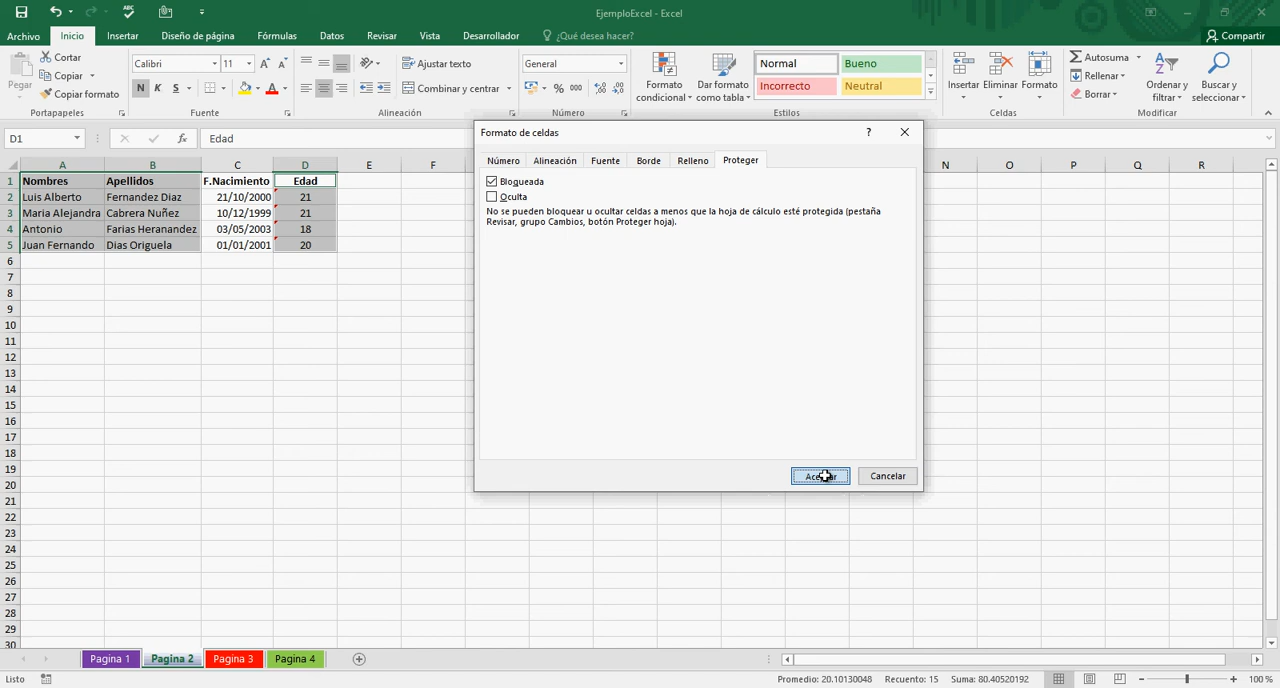 EjemploExcel - Excel
Archivo Inicio Insertar Diseño de página Fórmulas Datos Revisar Vista Desarrollador ¿Qué desea hacer? Compartir
Pegar
Cortar
Copiar
Copiar formato
Portapapeles
Calibri 11
N K S
Fuente
Ajustar texto
Combinar y centrar
Alineación
General
% 000
Número
Formato condicional
Dar formato como tabla
Normal Bueno
Incorrecto Neutral
Estilos
Insertar Eliminar Formato
Celdas
Autosuma
Rellenar
Borrar
Ordenar y filtrar
Buscar y seleccionar
Modificar
D1 fx Edad
A B C D E F N O P Q R
1 Nombres Apellidos F.Nacimiento Edad
2 Luis Alberto Fernandez Diaz 21/10/2000 21
3 Maria Alejandra Cabrera Nuñez 10/12/1999 21
4 Antonio Farias Heranandez 03/05/2003 18
5 Juan Fernando Dias Origuela 01/01/2001 20
6
7
8
9
10
11
12
13
14
15
16
17
18
19
20
21
22
23
24
25
26
27
28
29
30
Formato de celdas ?
Número Alineación Fuente Borde Relleno Proteger
Bloqueada
Oculta
No se pueden bloquear u ocultar celdas a menos que la hoja de cálculo esté protegida (pestaña
Revisar, grupo Cambios, botón Proteger hoja).
Cancelar
Pagina 1 Pagina 2 Pagina 3 Pagina 4
Listo Promedio: 20.10130048 Recuento: 15 Suma: 80.40520192 100 %